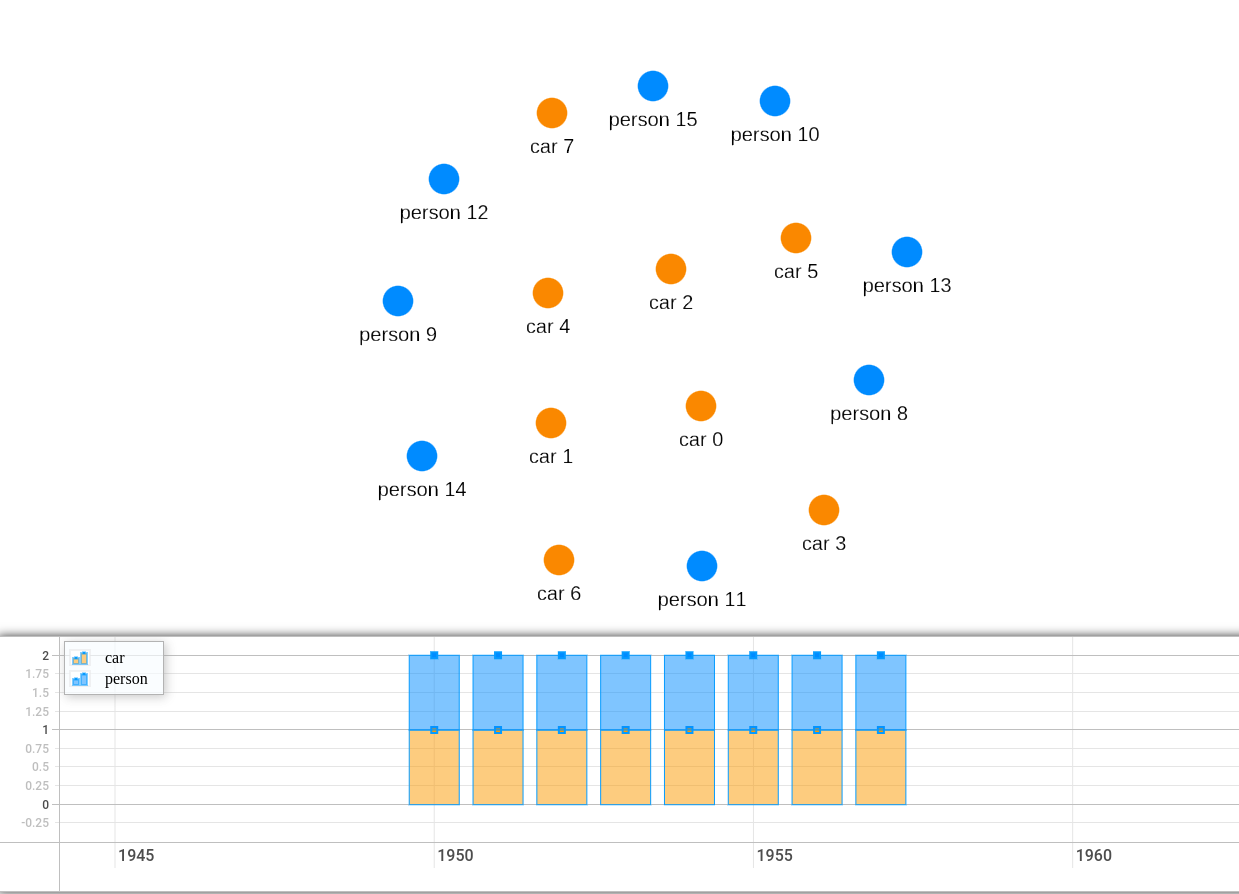 person 15
person 10
car 7
person 12
car 5
person 13
car 2
car 4
person 9
person 8
car 0
car 1
person 14
car 3
car 6
person 11
car
person
2
1.75
1.5
1.25
1
0.75
0.5
0.25
0
-0.25
1945
1950
1955
1960